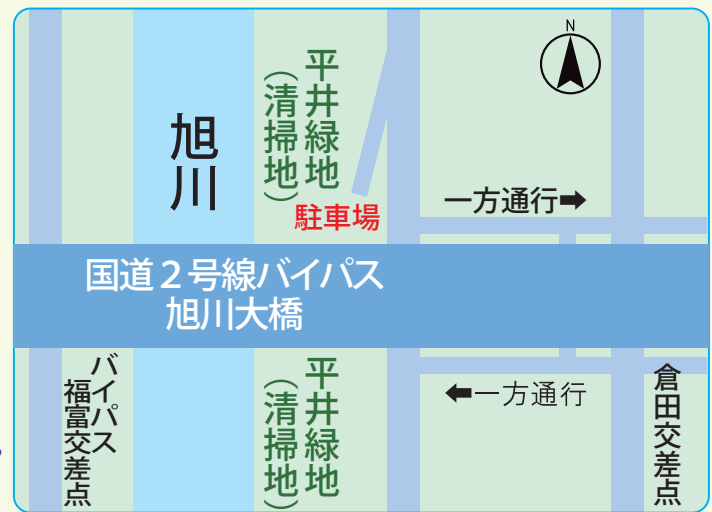 N
平井緑地
（清掃地）
旭川
駐車場
一方通行➡
国道２号線バイパス
旭川大橋
バイパス
福富交差点
平井緑地
（清掃地）
⬅一方通行
倉田交差点